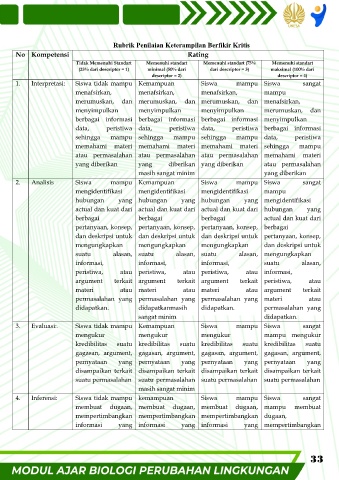 Rubrik Penilaian Keterampilan Berfikir Kritis
No Kompetensi Rating
Tidak Memenuhi Standart (25% dari descriptor = 1)
Memenuhi standart minimal (50% dari descriptor = 2)
Memenuhi standart (75% dari descriptor = 3)
Memenuhi standart maksimal (100% dari descriptor = 4)
1. Interpretasi:
Siswa tidak mampu
menafsirkan,
merumuskan, dan
menyimpulkan
berbagai informasi
data, peristiwa
sehingga mampu
memahami materi
atau permasalahan
yang diberikan
Kemampuan
menafsirkan,
merumuskan, dan
menyimpulkan
berbagai informasi
data, peristiwa
sehingga mampu
memahami materi
atau permasalahan
yang diberikan
masih sangat minim
Siswa mampu
menafsirkan,
merumuskan, dan
menyimpulkan
berbagai informasi
data, peristiwa
sehingga mampu
memahami materi
atau permasalahan
yang diberikan
Siswa sangat
mampu
menafsirkan,
merumuskan, dan
menyimpulkan
berbagai informasi
data, peristiwa
sehingga mampu
memahami materi
atau permasalahan
yang diberikan
2. Analisis
Siswa mampu
mengidentifikasi
hubungan yang
actual dan kuat dari
berbagai
pertanyaan, konsep,
dan deskripsi untuk
mengungkapkan
suatu alasan,
informasi,
peristiwa, atau
argument terkait
materi atau
permasalahan yang
didapatkan.
Kemampuan
mengidentifikasi
hubungan yang
actual dan kuat dari
berbagai
pertanyaan, konsep,
dan deskripsi untuk
mengungkapkan
suatu alasan,
informasi,
peristiwa, atau
argument terkait
materi atau
permasalahan yang
didapatkanmasih
sangat minim
Siswa mampu
mengidentifikasi
hubungan yang
actual dan kuat dari
berbagai
pertanyaan, konsep,
dan deskripsi untuk
mengungkapkan
suatu alasan,
informasi,
peristiwa, atau
argument terkait
materi atau
permasalahan yang
didapatkan.
Siswa sangat
mampu
mengidentifikasi
hubungan yang
actual dan kuat dari
berbagai
pertanyaan, konsep,
dan deskripsi untuk
mengungkapkan
suatu alasan,
informasi,
peristiwa, atau
argument terkait
materi atau
permasalahan yang
didapatkan.
3. Evaluasi:
Siswa tidak mampu
mengukur
kredibilitas suatu
gagasan, argument,
pernyataan yang
disampaikan terkait
suatu permasalahan
Kemampuan
mengukur
kredibilitas suatu
gagasan, argument,
pernyataan yang
disampaikan terkait
suatu permasalahan
masih sangat minim
Siswa mampu
mengukur
kredibilitas suatu
gagasan, argument,
pernyataan yang
disampaikan terkait
suatu permasalahan
Siswa sangat
mampu mengukur
kredibilitas suatu
gagasan, argument,
pernyataan yang
disampaikan terkait
suatu permasalahan
4. Inferensi:
Siswa tidak mampu
membuat dugaan,
mempertimbangkan
informasi yang
kemampuan
membuat dugaan,
mempertimbangkan
informasi yang
Siswa mampu
membuat dugaan,
mempertimbangkan
informasi yang
Siswa sangat
mampu membuat
dugaan,
mempertimbangkan
33
MODUL AJAR BIOLOGI PERUBAHAN LINGKUNGAN